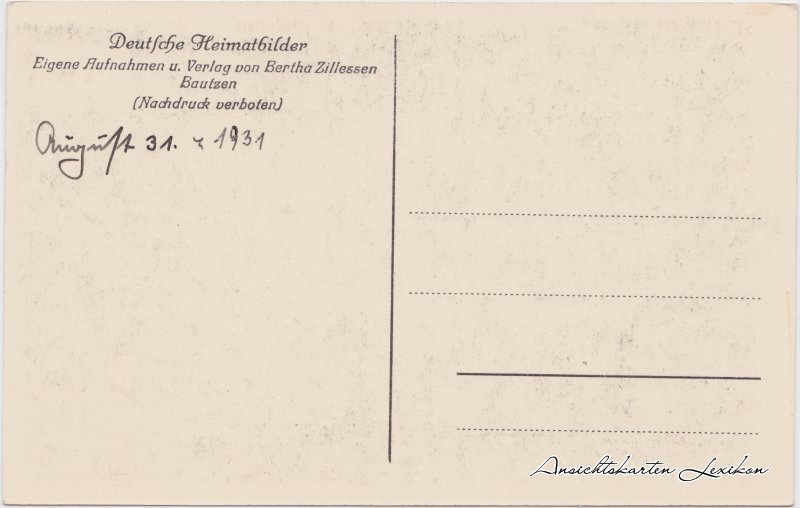 Deutsche Heimatbilder
Eigene Aufnahmen u. Verlag von Bertha Zillessen
Bautzen
(Nachdruck verboten)
August 31. 1931
Ansichtskarten Lexikon